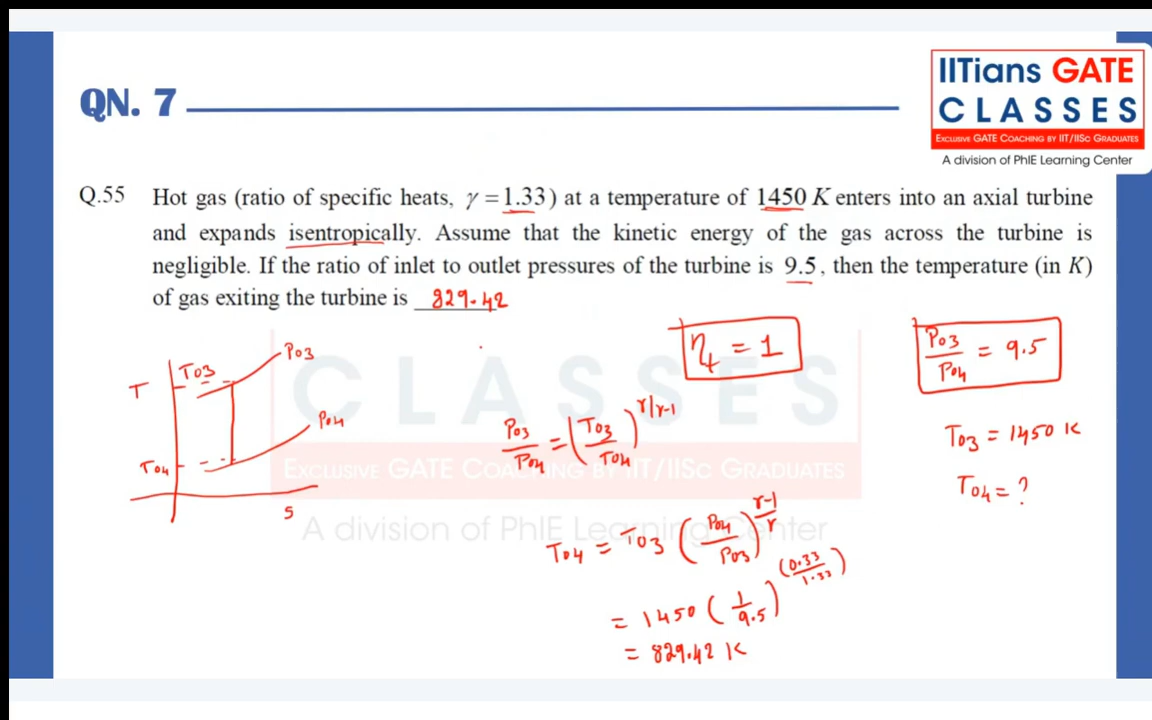 IITians GATE
CLASSES
EXCLUSIVE GATE COACHING BY IIT/IISc GRADUATES
A division of PhIE Learning Center
QN. 7
Q.55 Hot gas (ratio of specific heats, γ = 1.33) at a temperature of 1450 K enters into an axial turbine
and expands isentropically. Assume that the kinetic energy of the gas across the turbine is
negligible. If the ratio of inlet to outlet pressures of the turbine is 9.5, then the temperature (in K)
of gas exiting the turbine is 829.42
T
T03
P03
P04
T04
S
ηt = 1
P03/P04 = 9.5
T03 = 1450 K
T04 = ?
P03/P04 = (T03/T04)^γ/γ-1
T04 = T03 (P04/P03)^γ-1/γ
= 1450 (1/9.5)^(0.33/1.33)
= 829.42 K
CLASSES
EXCLUSIVE GATE COACHING BY IIT/IISc GRADUATES
A division of PhIE Learning Center